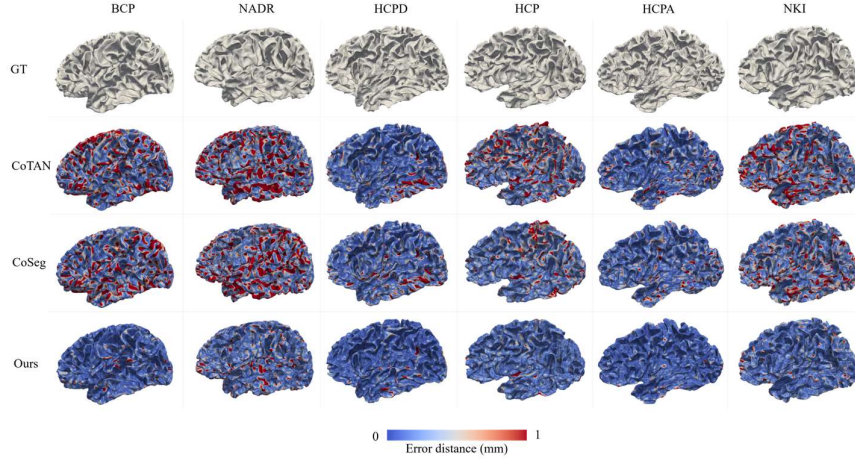 BCP NADR HCPD HCP HCPA NKI
GT
CoTAN
CoSeg
Ours
0 1
Error distance (mm)